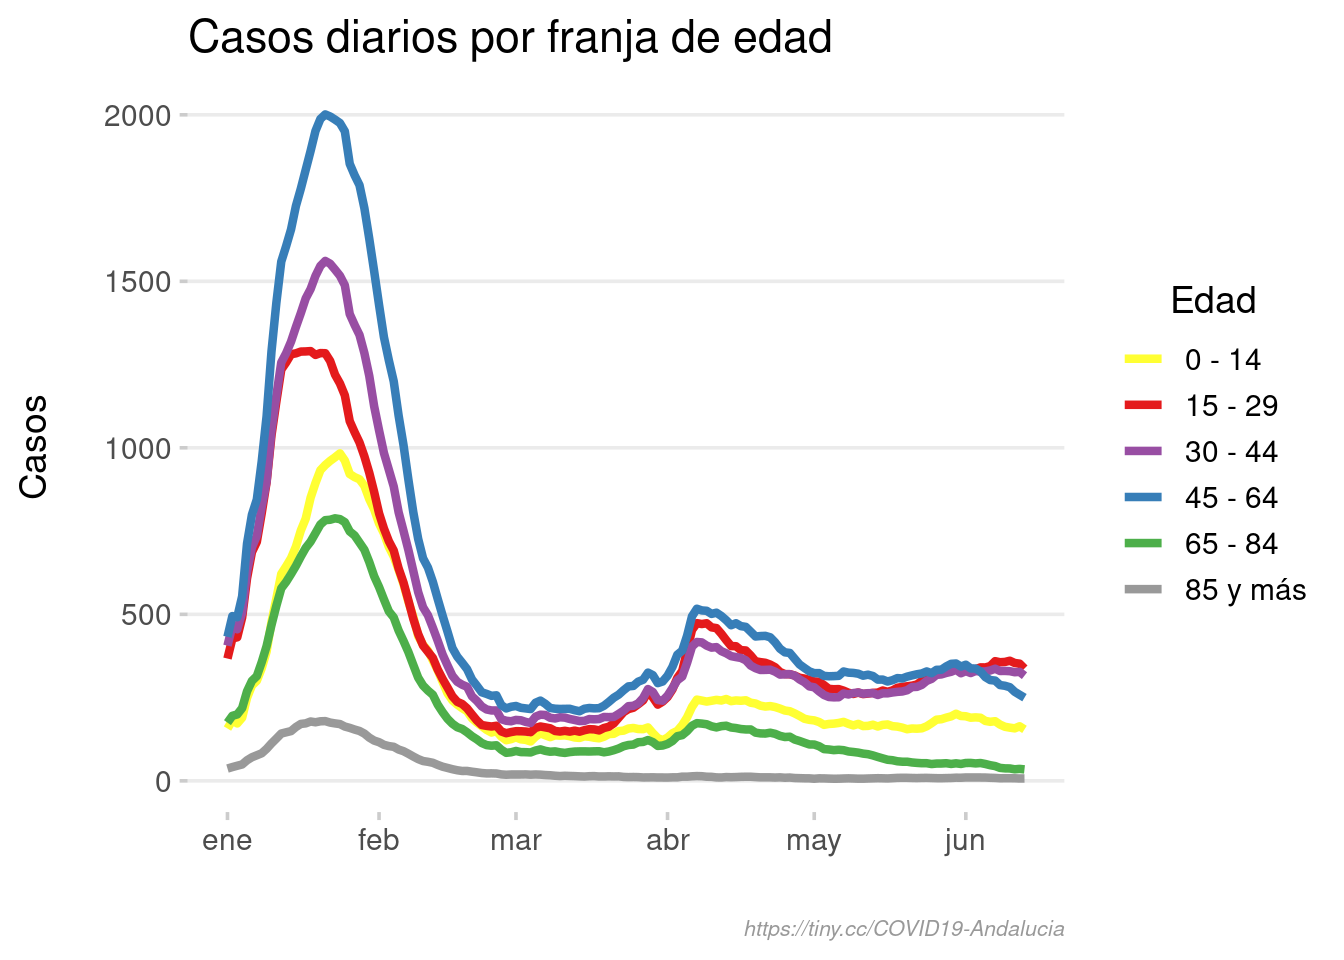 Casos diarios por franja de edad
Casos
2000
1500
1000
500
0
ene feb mar abr may jun
Edad
0 - 14
15 - 29
30 - 44
45 - 64
65 - 84
85 y más
https://tiny.cc/COVID19-Andalucia